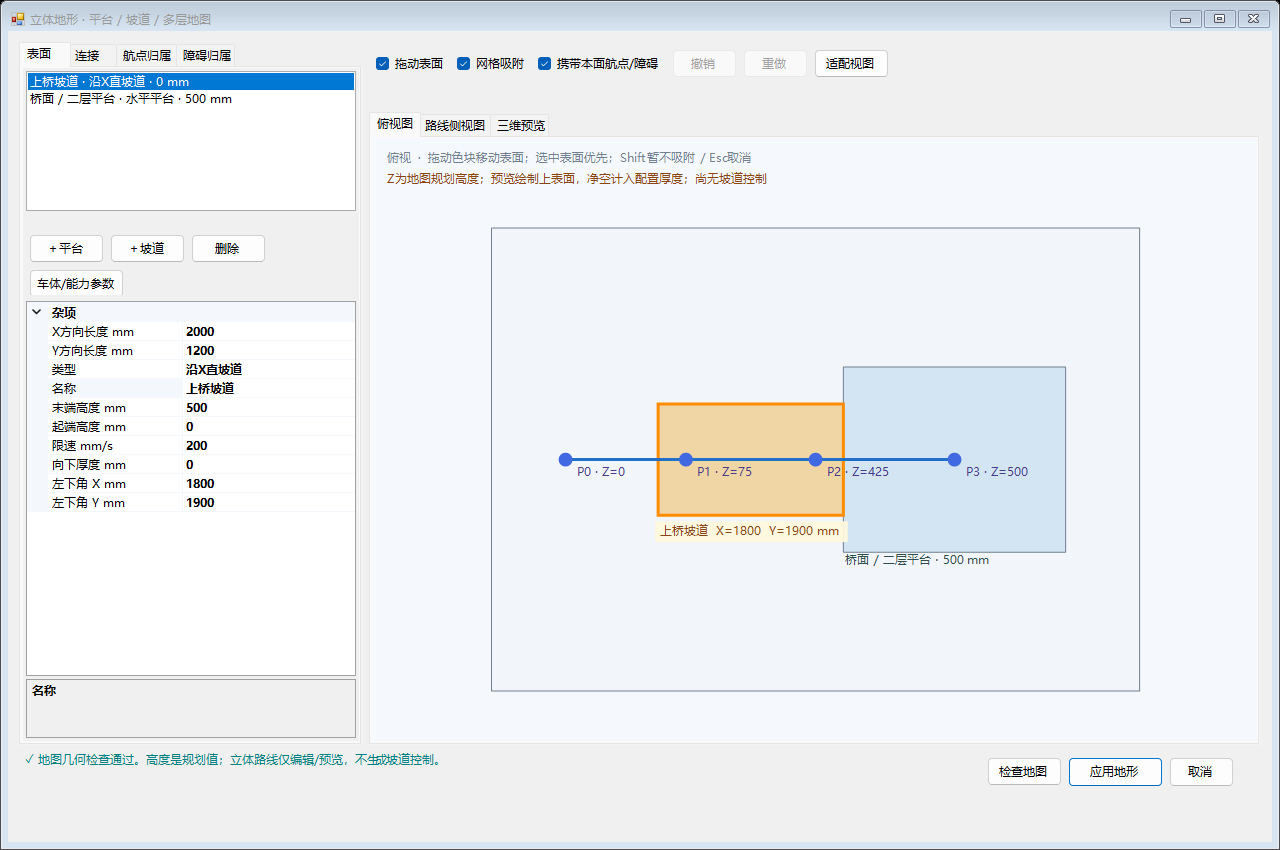 立体地形 · 平台 / 坡道 / 多层地图
表面 连接 航点归属 障碍归属
上桥坡道 · 沿X直坡道 · 0 mm
桥面 / 二层平台 · 水平平台 · 500 mm
+ 平台 + 坡道 删除
车体/能力参数
杂项
X方向长度 mm 2000
Y方向长度 mm 1200
类型 沿X直坡道
名称 上桥坡道
末端高度 mm 500
起端高度 mm 0
限速 mm/s 200
向下厚度 mm 0
左下角 X mm 1800
左下角 Y mm 1900
名称
拖动表面 网格吸附 携带本面航点/障碍 撤销 重做 适配视图
俯视图 路线侧视图 三维预览
俯视 · 拖动色块移动表面；选中表面优先；Shift暂不吸附 / Esc取消
Z为地图规划高度；预览绘制上表面，净空计入配置厚度；尚无坡道控制
P0 · Z=0 P1 · Z=75 P2 · Z=425 P3 · Z=500
上桥坡道 X=1800 Y=1900 mm
桥面 / 二层平台 · 500 mm
✓ 地图几何检查通过。高度是规划值；立体路线仅编辑/预览，不生成坡道控制。
检查地图 应用地形 取消